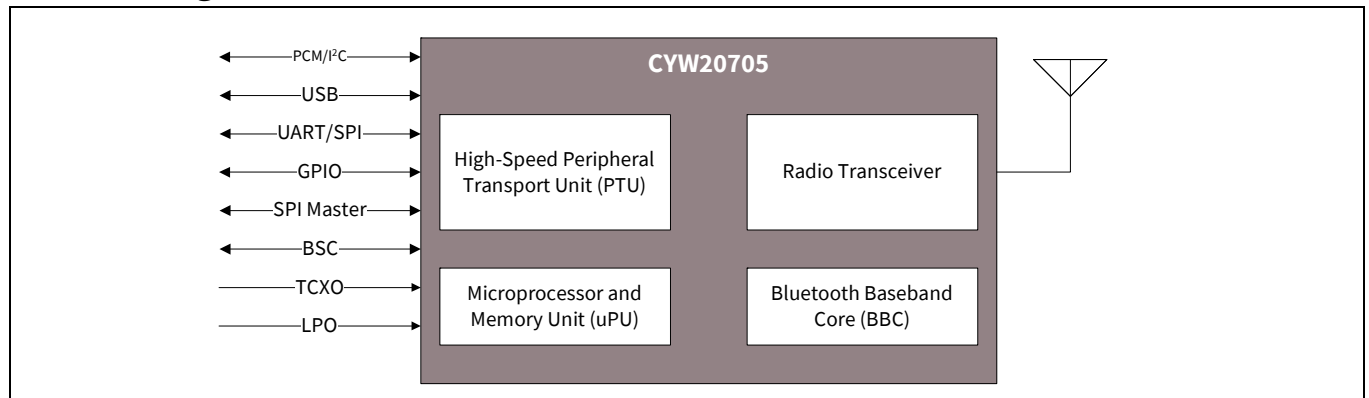 PCM/I²C
USB
UART/SPI
GPIO
SPI Master
BSC
TCXO
LPO
CYW20705
High-Speed Peripheral
Transport Unit (PTU)
Radio Transceiver
Microprocessor and
Memory Unit (uPU)
Bluetooth Baseband
Core (BBC)